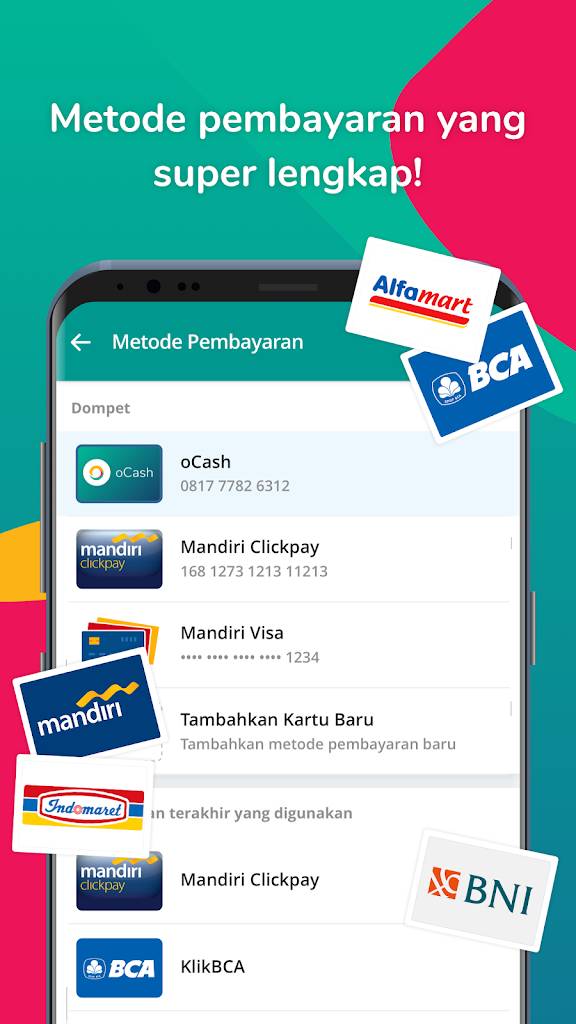 Metode pembayaran yang
super lengkap!
Alfamart
Metode Pembayaran
BCA
Dompet
oCash
oCash
0817 7782 6312
mandiri
clickpay
Mandiri Clickpay
168 1273 1213 11213
Mandiri Visa
•••• •••• •••• •••• 1234
mandiri
Tambahkan Kartu Baru
Tambahkan metode pembayaran baru
Indomaret
terakhir yang digunakan
mandiri
clickpay
Mandiri Clickpay
BNI
BCA
KlikBCA